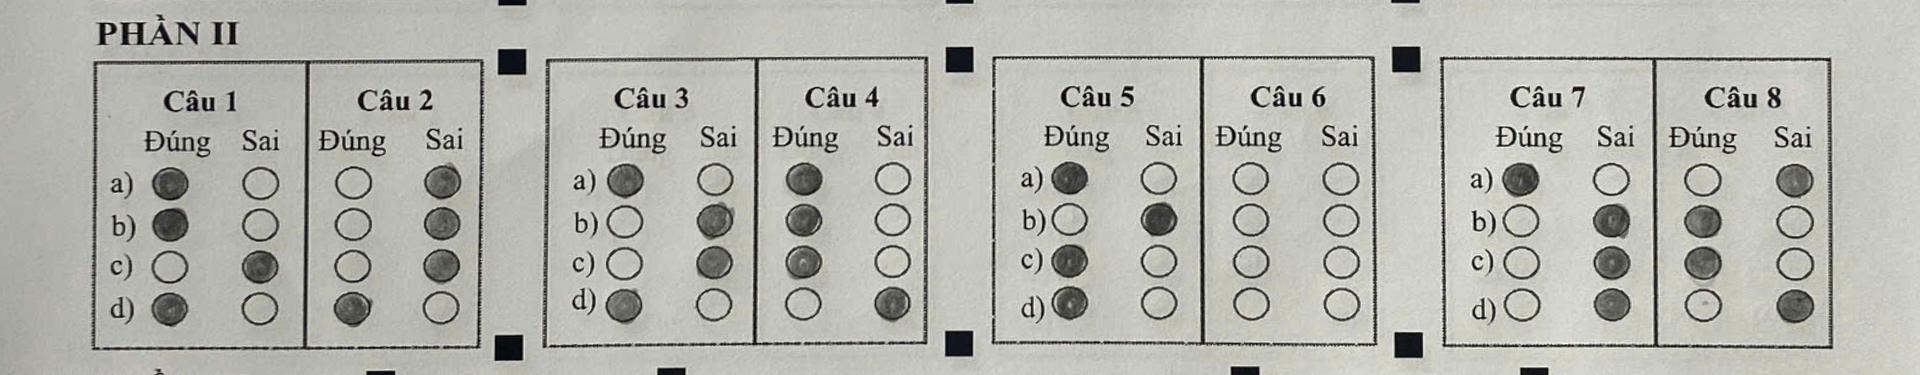 PHẦN II
Câu 1 Câu 2 Câu 3 Câu 4 Câu 5 Câu 6 Câu 7 Câu 8
Đúng Sai Đúng Sai Đúng Sai Đúng Sai Đúng Sai Đúng Sai Đúng Sai Đúng Sai
a) a) a) a)
b) b) b) b)
c) c) c) c)
d) d) d) d)